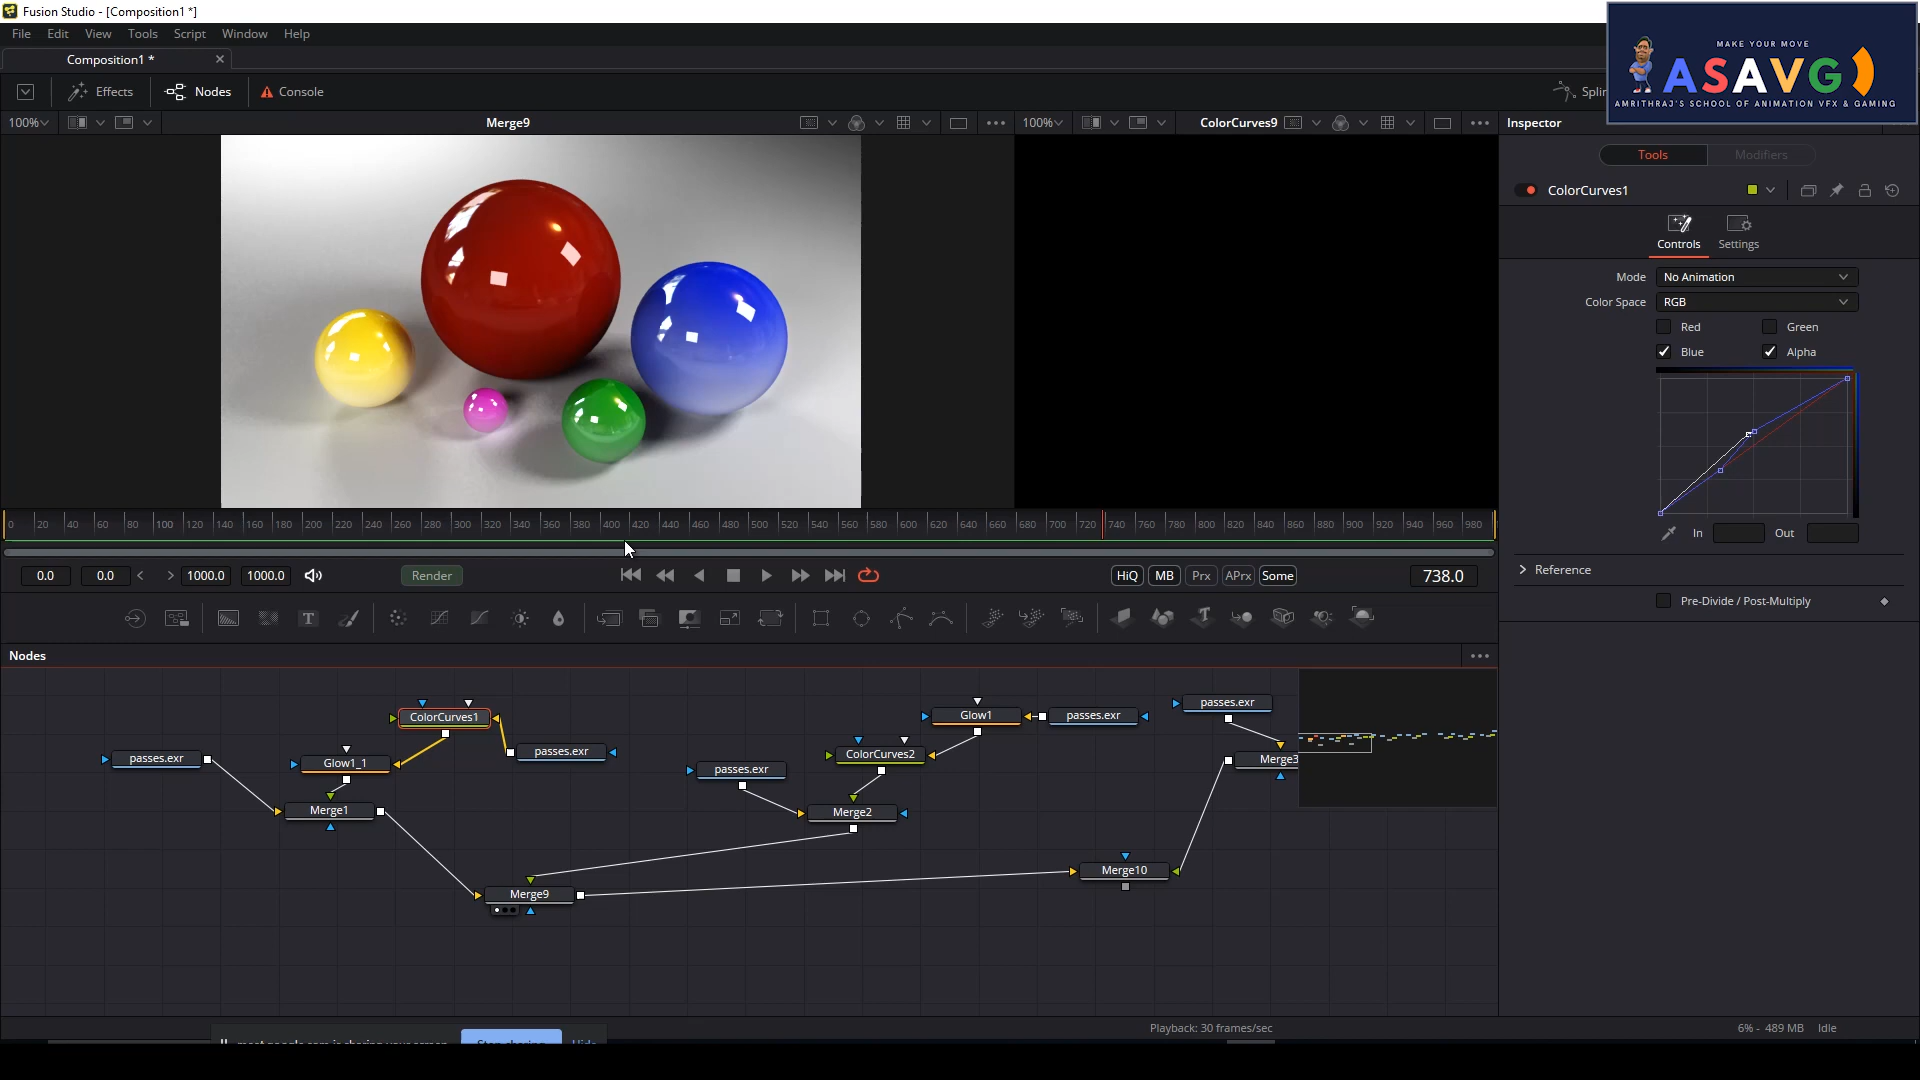 Fusion Studio - [Composition1 *]
File Edit View Tools Script Window Help
MAKE YOUR MOVE
ASAVG
AMRITHRAJ'S SCHOOL OF ANIMATION VFX & GAMING
Composition1 *
Effects Nodes Console
100% Merge9 100% ColorCurves9 Inspector
Tools Modifiers
ColorCurves1
Controls Settings
Mode No Animation
Color Space RGB
Red Green
Blue Alpha
0 20 40 60 80 100 120 140 160 180 200 220 240 260 280 300 320 340 360 380 400 420 440 460 480 500 520 540 560 580 600 620 640 660 680 700 720 740 760 780 800 820 840 860 880 900 920 940 960 980
In Out
0.0 0.0 1000.0 1000.0 Render HiQ MB Prx APrx Some 738.0
Reference
Pre-Divide / Post-Multiply
Nodes
passes.exr
ColorCurves1 Glow1 passes.exr
passes.exr passes.exr Glow1_1 passes.exr ColorCurves2 Merge3
Merge1 Merge2
Merge10
Merge9
Playback: 30 frames/sec 6% - 489 MB Idle